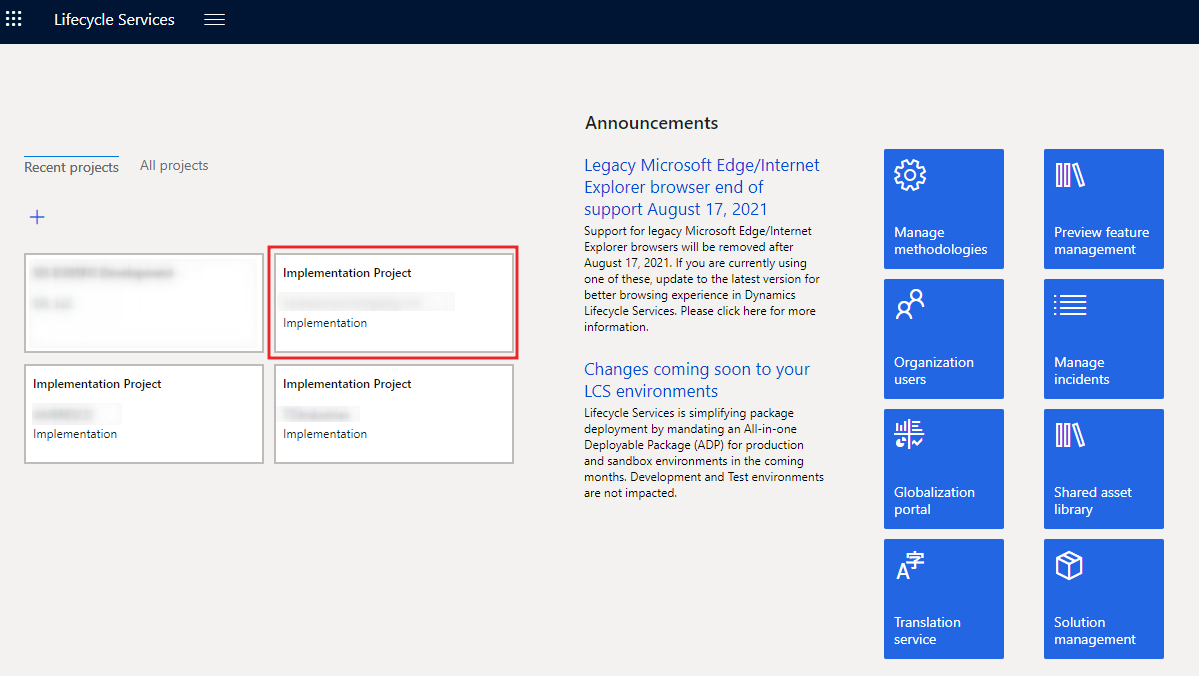 Lifecycle Services
Recent projects
All projects
Implementation Project
Implementation
Implementation Project
Implementation
Implementation Project
Implementation
Announcements
Legacy Microsoft Edge/Internet
Explorer browser end of
support August 17, 2021
Support for legacy Microsoft Edge/Internet
Explorer browsers will be removed after
August 17, 2021. If you are currently using
one of these, update to the latest version for
better browsing experience in Dynamics
Lifecycle Services. Please click here for more
information.
Changes coming soon to your
LCS environments
Lifecycle Services is simplifying package
deployment by mandating an All-in-one
Deployable Package (ADP) for production
and sandbox environments in the coming
months. Development and Test environments
are not impacted.
Manage
methodologies
Preview feature
management
Organization
users
Manage
incidents
Globalization
portal
Shared asset
library
A字
Translation
service
Solution
management